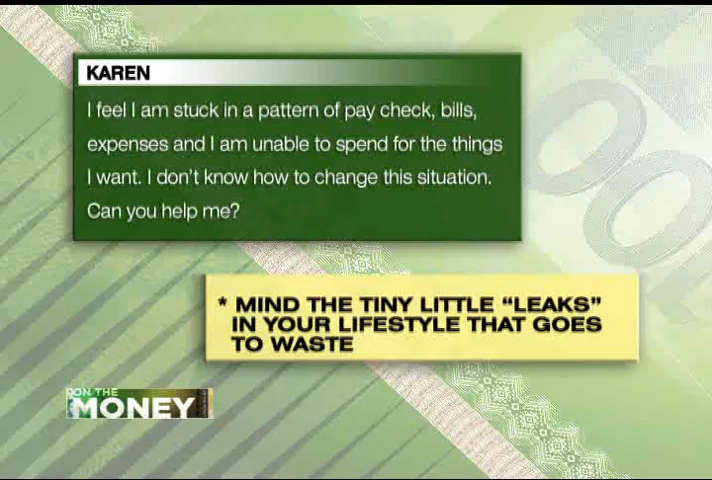 KAREN
I feel I am stuck in a pattern of pay check, bills,
expenses and I am unable to spend for the things
I want. I don't know how to change this situation.
Can you help me?
* MIND THE TINY LITTLE “LEAKS”
IN YOUR LIFESTYLE THAT GOES
TO WASTE
ON THE
MONEY
100